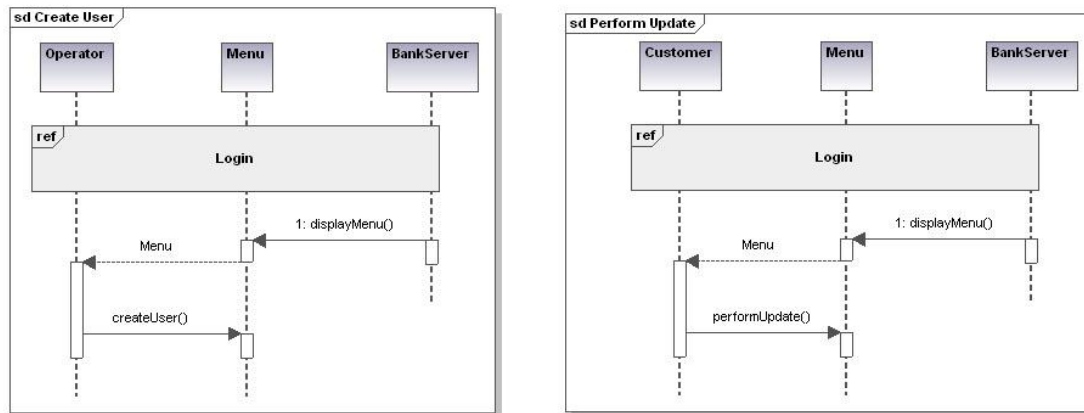 sd Create User
Operator
Menu
BankServer
ref
Login
1: displayMenu()
Menu
createUser()
sd Perform Update
Customer
Menu
BankServer
ref
Login
1: displayMenu()
Menu
performUpdate()